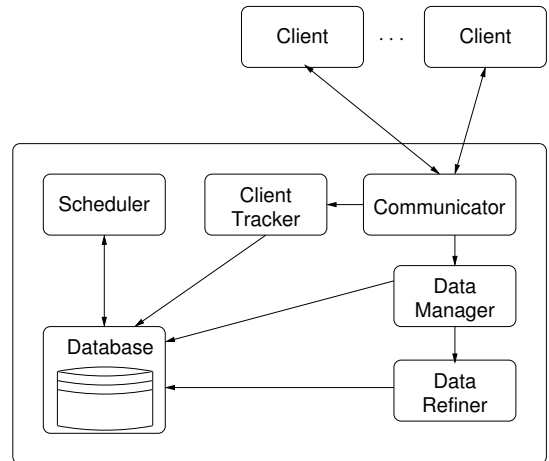 Client
. . .
Client
Scheduler
Client
Tracker
Communicator
Data
Manager
Database
Data
Refiner